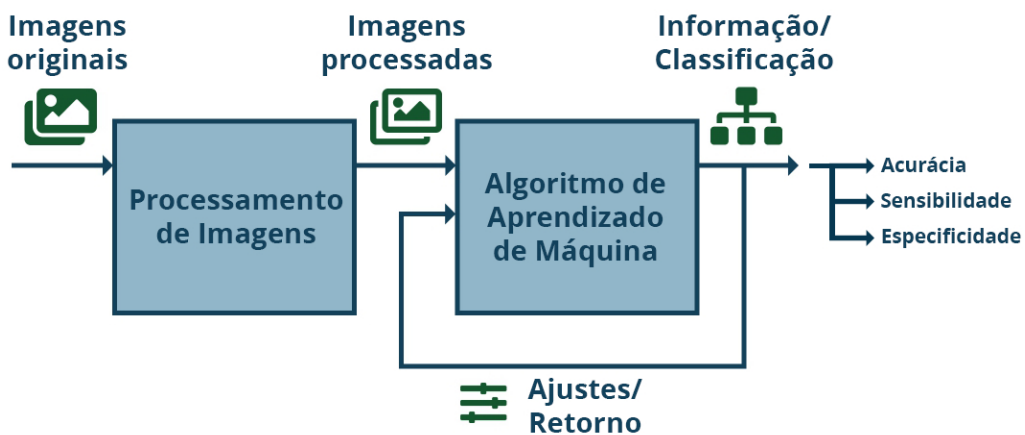 Imagens
originais
Imagens
processadas
Informação/
Classificação
Processamento
de Imagens
Algoritmo de
Aprendizado
de Máquina
Acurácia
Sensibilidade
Especificidade
Ajustes/
Retorno